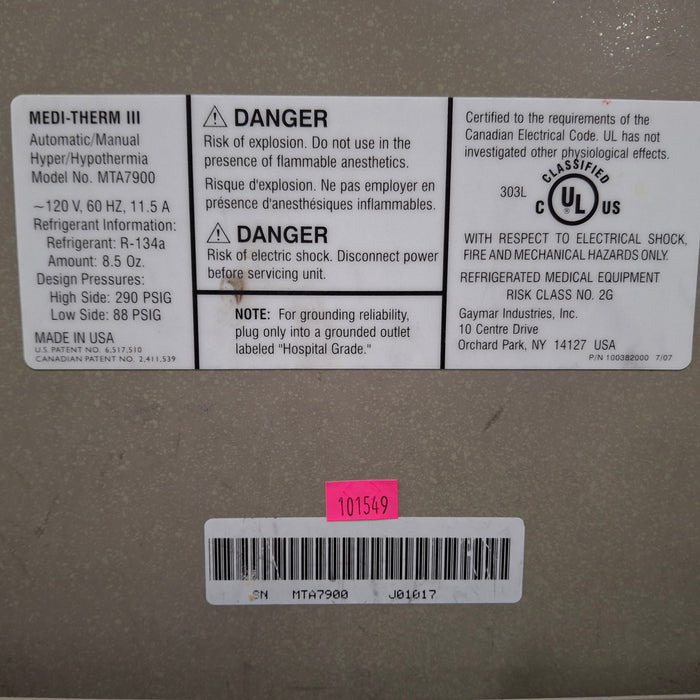 MEDI-THERM III
Automatic/Manual
Hyper/Hypothermia
Model No. MTA7900
~120 V, 60 HZ, 11.5 A
Refrigerant Information:
Refrigerant: R-134a
Amount: 8.5 Oz.
Design Pressures:
High Side: 290 PSIG
Low Side: 88 PSIG
MADE IN USA
U.S. PATENT NO. 6,517,510
CANADIAN PATENT NO. 2,411,539
DANGER
Risk of explosion. Do not use in the
presence of flammable anesthetics.
Risque d'explosion. Ne pas employer en
présence d'anesthésiques inflammables.
DANGER
Risk of electric shock. Disconnect power
before servicing unit.
NOTE: For grounding reliability,
plug only into a grounded outlet
labeled "Hospital Grade."
Certified to the requirements of the
Canadian Electrical Code. UL has not
investigated other physiological effects.
CLASSIFIED
303L C UL ® US
WITH RESPECT TO ELECTRICAL SHOCK,
FIRE AND MECHANICAL HAZARDS ONLY.
REFRIGERATED MEDICAL EQUIPMENT
RISK CLASS NO. 2G
Gaymar Industries, Inc.
10 Centre Drive
Orchard Park, NY 14127 USA
P/N 100382000 7/07
101549
SN MTA7900 J01017